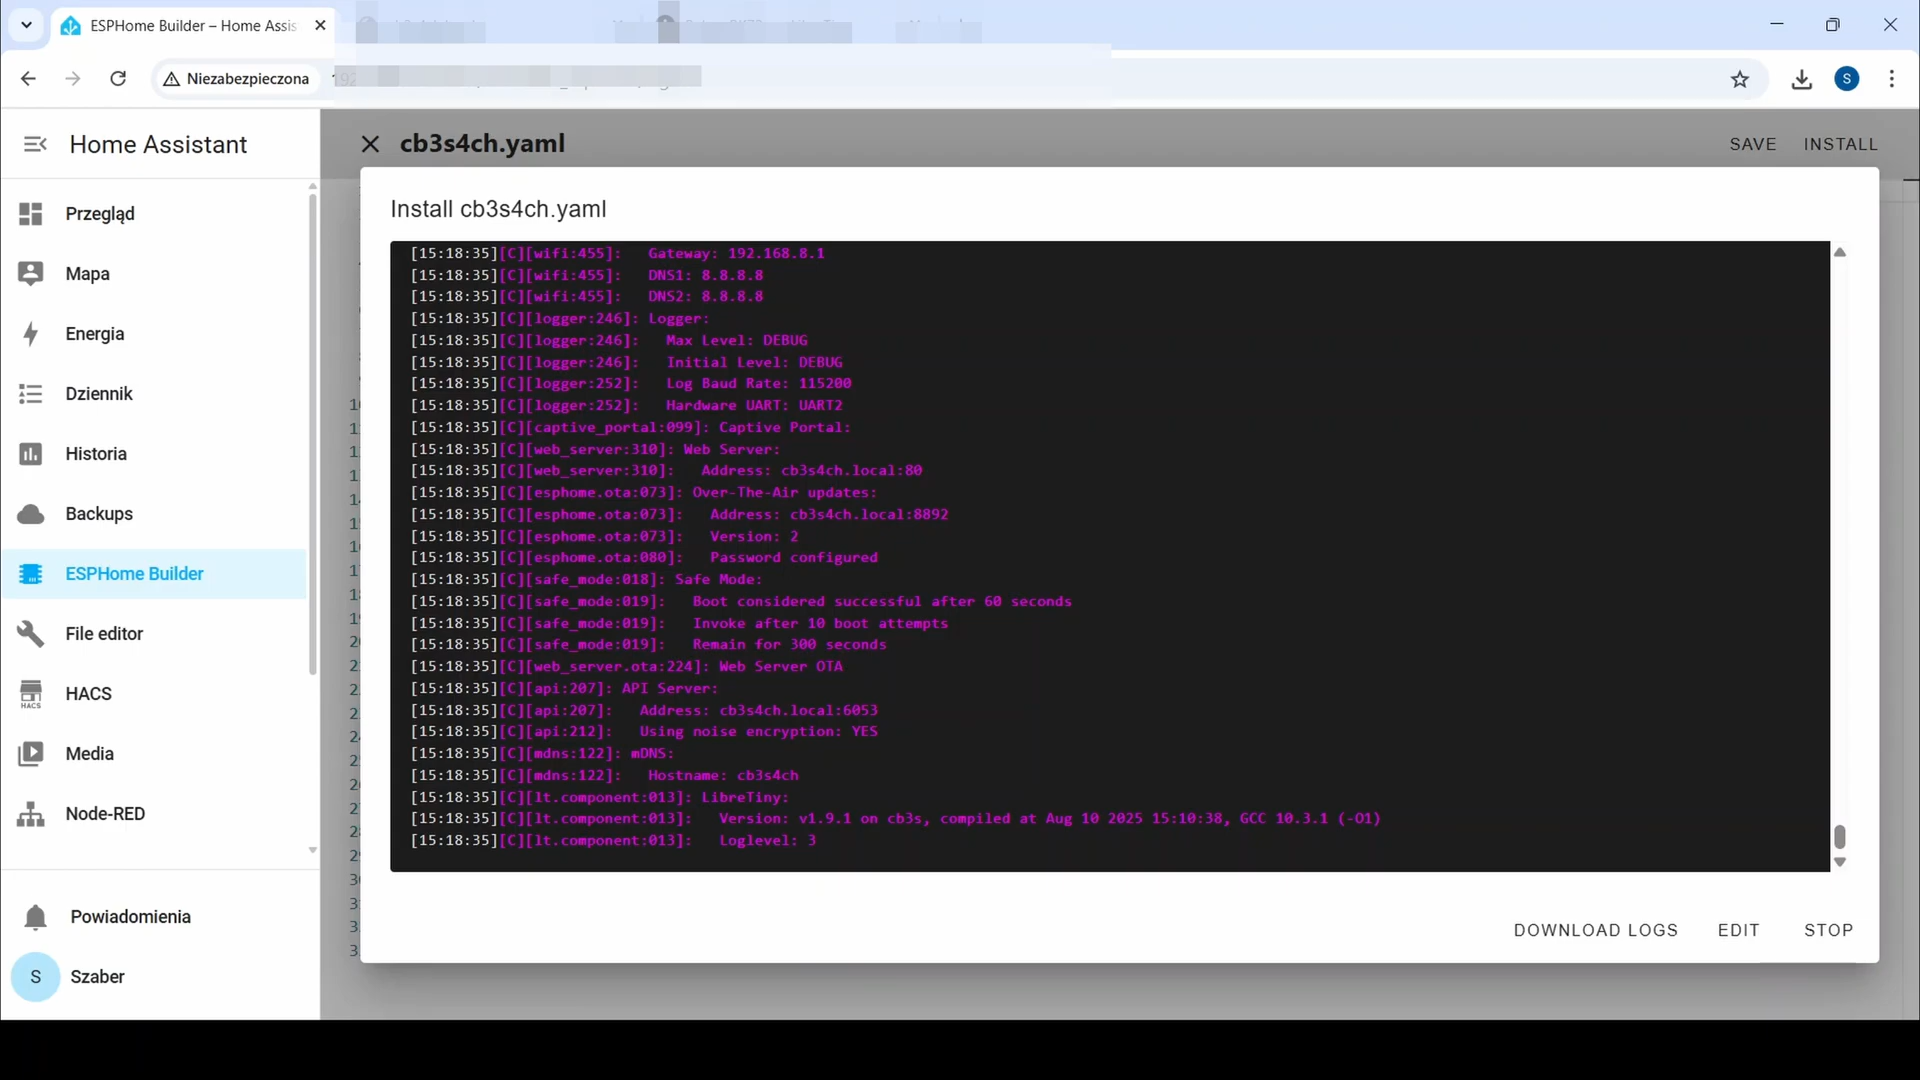 ESPHome Builder – Home Assis
Niezabezpieczona
Home Assistant
cb3s4ch.yaml
SAVE
INSTALL
Przegląd
Mapa
Energia
Dziennik
Historia
Backups
ESPHome Builder
File editor
HACS
HACS
Media
Node-RED
Powiadomienia
S
Szaber
S
Install cb3s4ch.yaml
[15:18:35][C][wifi:455]:   Gateway: 192.168.8.1
[15:18:35][C][wifi:455]:   DNS1: 8.8.8.8
[15:18:35][C][wifi:455]:   DNS2: 8.8.8.8
[15:18:35][C][logger:246]: Logger:
[15:18:35][C][logger:246]:   Max Level: DEBUG
[15:18:35][C][logger:246]:   Initial Level: DEBUG
[15:18:35][C][logger:252]:   Log Baud Rate: 115200
[15:18:35][C][logger:252]:   Hardware UART: UART2
[15:18:35][C][captive_portal:099]: Captive Portal:
[15:18:35][C][web_server:310]: Web Server:
[15:18:35][C][web_server:310]:   Address: cb3s4ch.local:80
[15:18:35][C][esphome.ota:073]: Over-The-Air updates:
[15:18:35][C][esphome.ota:073]:   Address: cb3s4ch.local:8892
[15:18:35][C][esphome.ota:073]:   Version: 2
[15:18:35][C][esphome.ota:080]:   Password configured
[15:18:35][C][safe_mode:018]: Safe Mode:
[15:18:35][C][safe_mode:019]:   Boot considered successful after 60 seconds
[15:18:35][C][safe_mode:019]:   Invoke after 10 boot attempts
[15:18:35][C][safe_mode:019]:   Remain for 300 seconds
[15:18:35][C][web_server.ota:224]: Web Server OTA
[15:18:35][C][api:207]: API Server:
[15:18:35][C][api:207]:   Address: cb3s4ch.local:6053
[15:18:35][C][api:212]:   Using noise encryption: YES
[15:18:35][C][mdns:122]: mDNS:
[15:18:35][C][mdns:122]:   Hostname: cb3s4ch
[15:18:35][C][lt.component:013]: LibreTiny:
[15:18:35][C][lt.component:013]:   Version: v1.9.1 on cb3s, compiled at Aug 10 2025 15:10:38, GCC 10.3.1 (-O1)
[15:18:35][C][lt.component:013]:   Loglevel: 3
DOWNLOAD LOGS
EDIT
STOP